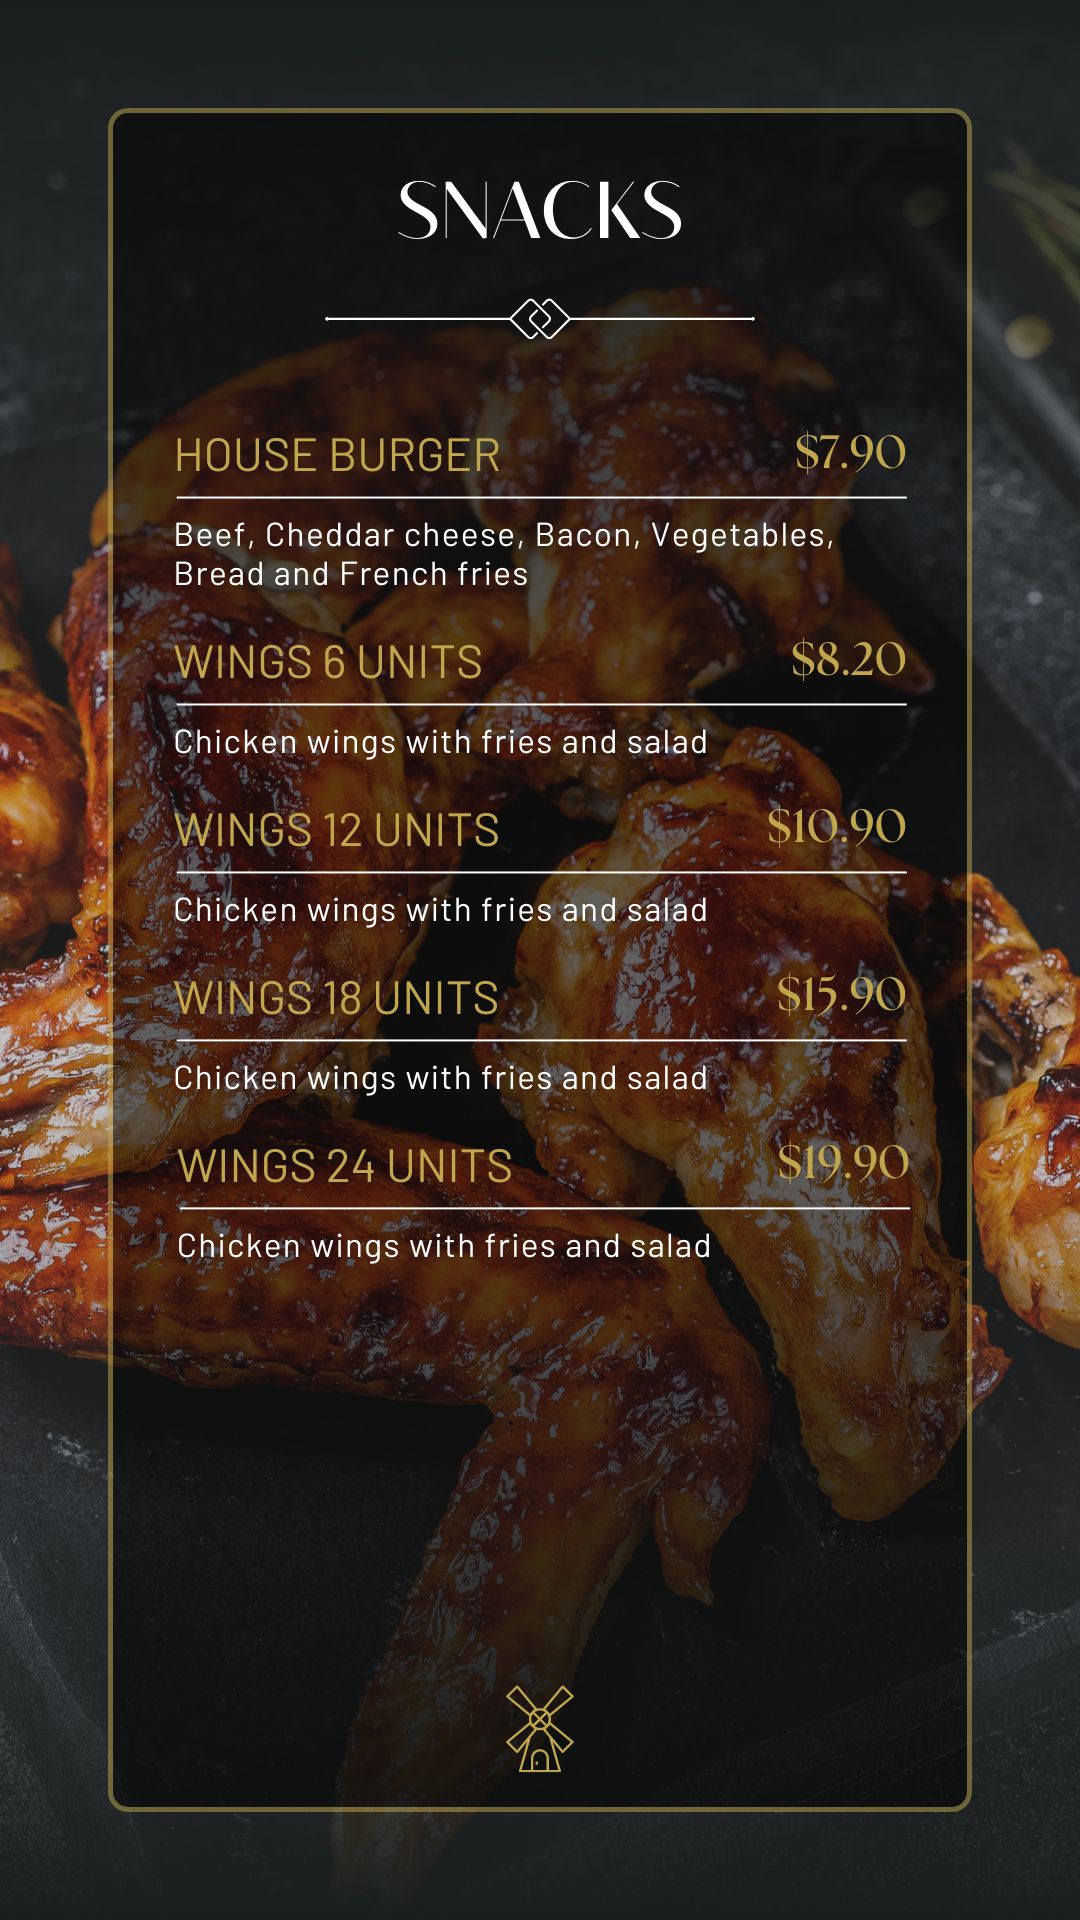 SNACKS
HOUSE BURGER $7.90
Beef, Cheddar cheese, Bacon, Vegetables,
Bread and French fries
WINGS 6 UNITS $8.20
Chicken wings with fries and salad
WINGS 12 UNITS $10.90
Chicken wings with fries and salad
WINGS 18 UNITS $15.90
Chicken wings with fries and salad
WINGS 24 UNITS $19.90
Chicken wings with fries and salad